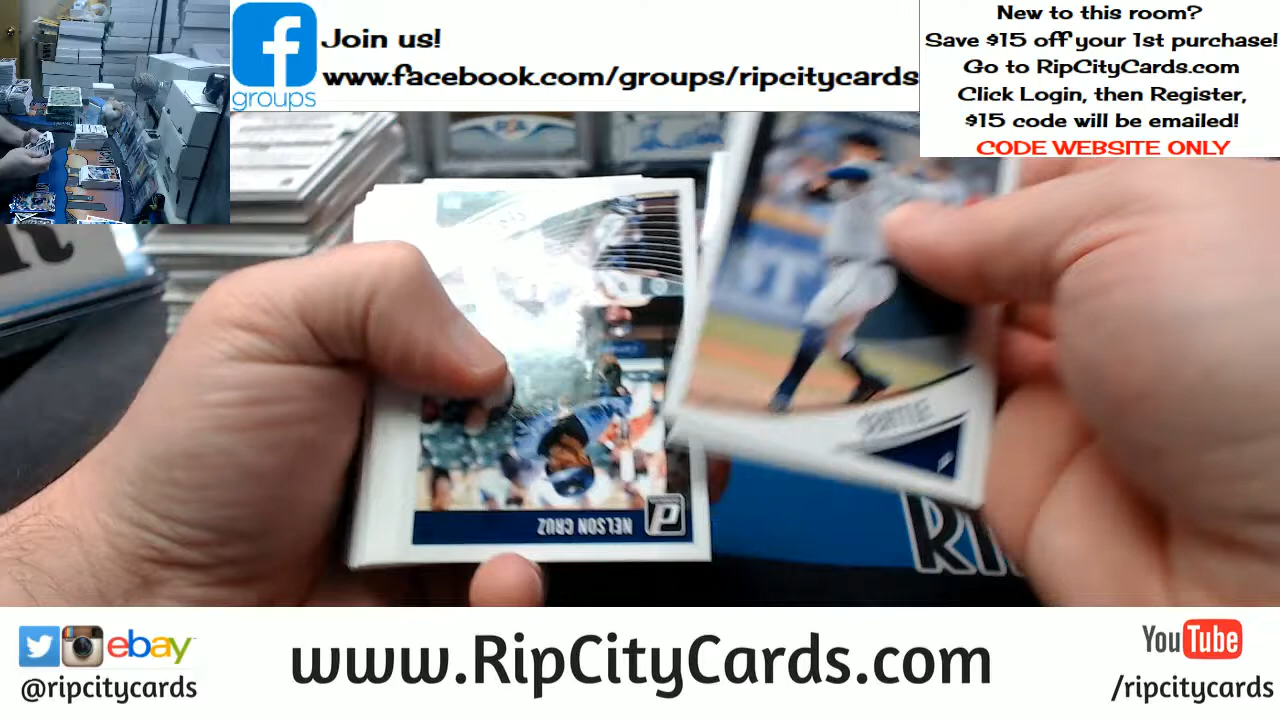 groups
Join us!
www.facebook.com/groups/ripcitycards
New to this room?
Save $15 off your 1st purchase!
Go to RipCityCards.com
Click Login, then Register,
$15 code will be emailed!
CODE WEBSITE ONLY
NELSON CRUZ
ebay
@ripcitycards
www.RipCityCards.com
YouTube
/ripcitycards